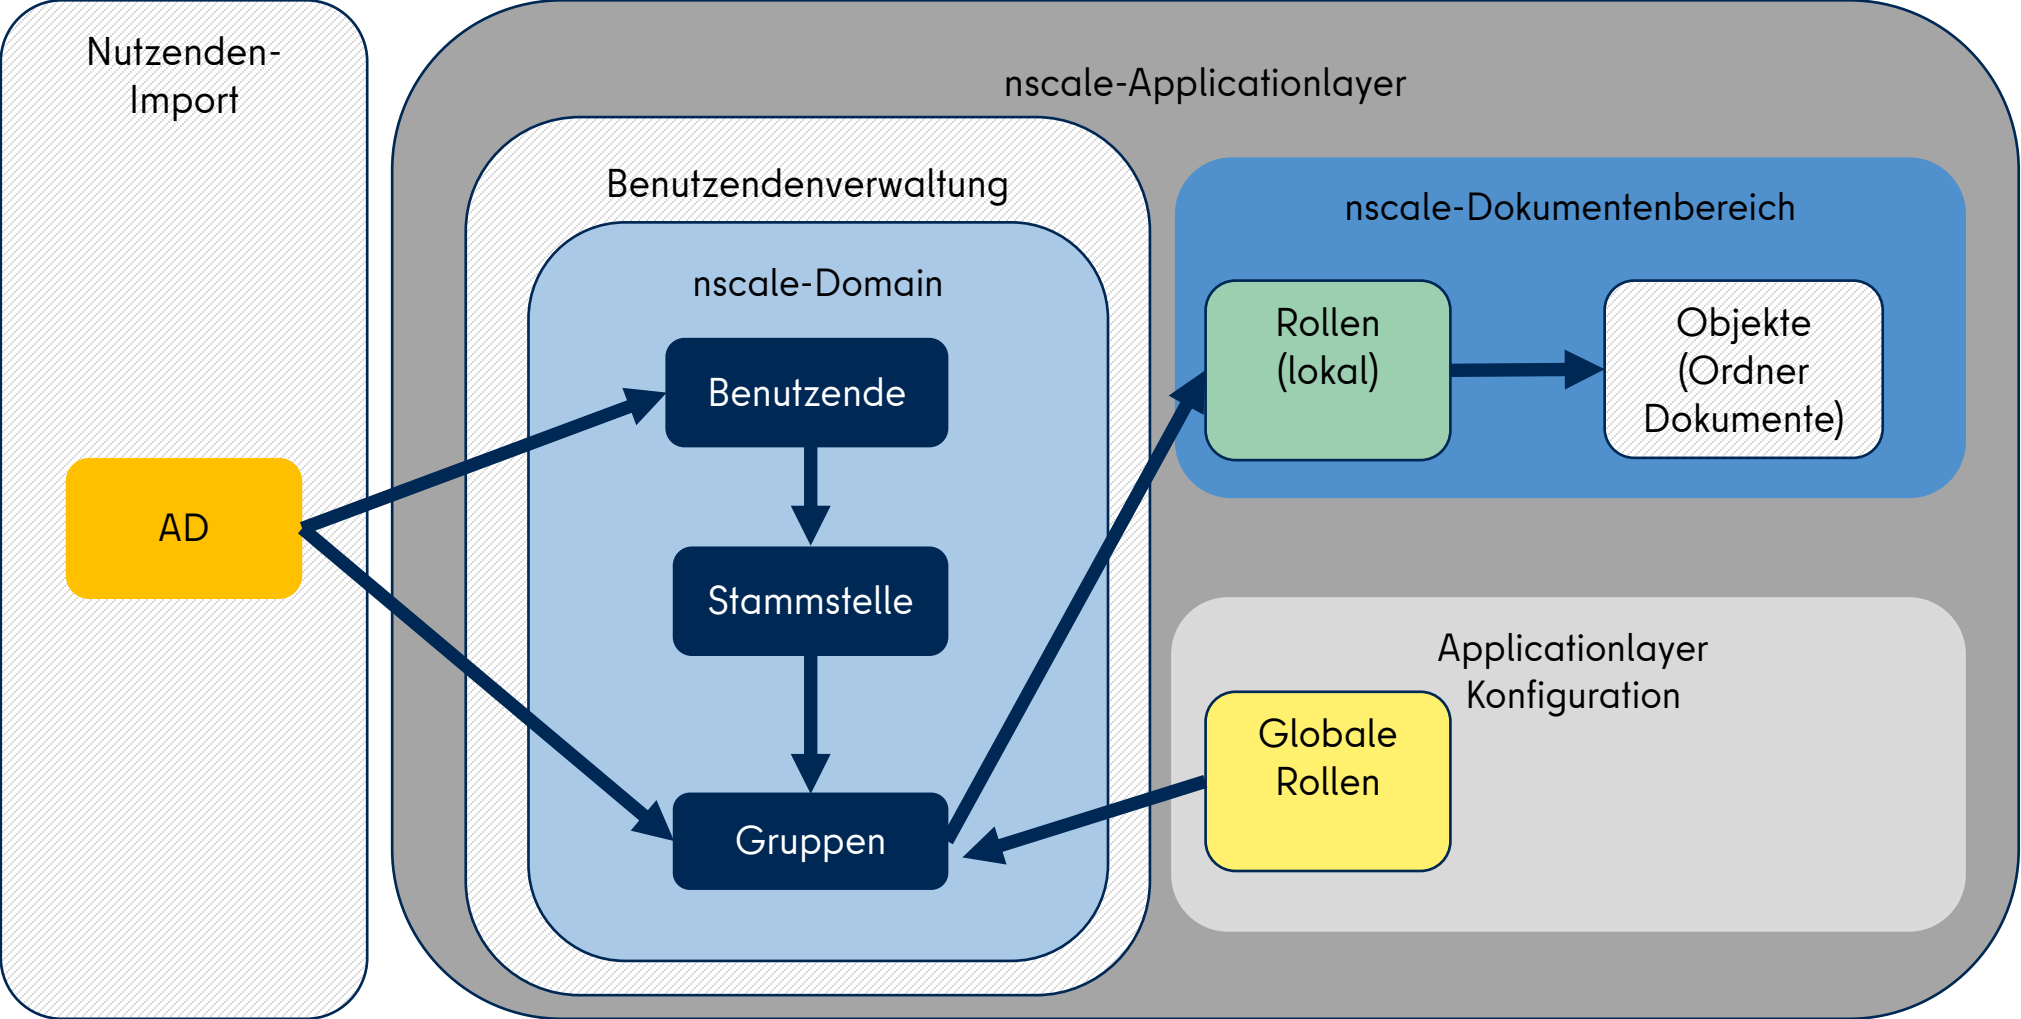 Nutzenden-
Import
AD
nscale-Applicationlayer
Benutzendenverwaltung
nscale-Domain
Benutzende
Stammstelle
Gruppen
nscale-Dokumentenbereich
Rollen
(lokal)
Objekte
(Ordner
Dokumente)
Applicationlayer
Konfiguration
Globale
Rollen